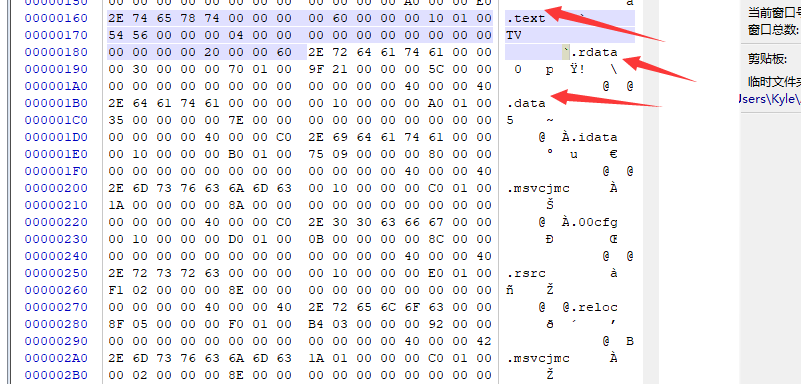 00000150 00 00 00 00 00 00 00 00 00 00 00 00 A0 00 00 E0 à
00000160 2E 74 65 78 74 00 00 00 00 60 00 00 00 10 01 00 .text `
00000170 54 56 00 00 00 04 00 00 00 00 00 00 00 00 00 00 TV
00000180 00 00 00 00 20 00 00 60 2E 72 64 61 74 61 00 00 `.rdata
00000190 00 30 00 00 00 70 01 00 9F 21 00 00 00 5C 00 00 0 p Ÿ! \
000001A0 00 00 00 00 00 00 00 00 00 00 00 00 40 00 00 40 @ @
000001B0 2E 64 61 74 61 00 00 00 00 10 00 00 00 A0 01 00 .data
000001C0 35 00 00 00 00 7E 00 00 00 00 00 00 00 00 00 00 5 ~
000001D0 00 00 00 00 40 00 00 C0 2E 69 64 61 74 61 00 00 @ À.idata
000001E0 00 10 00 00 00 B0 01 00 75 09 00 00 00 80 00 00 ° u €
000001F0 00 00 00 00 00 00 00 00 00 00 00 00 40 00 00 40 @ @
00000200 2E 6D 73 76 63 6A 6D 63 00 10 00 00 00 C0 01 00 .msvcjmc À
00000210 1A 00 00 00 00 8A 00 00 00 00 00 00 00 00 00 00 Š
00000220 00 00 00 00 40 00 00 C0 2E 30 30 63 66 67 00 00 @ À.00cfg
00000230 00 10 00 00 00 D0 01 00 0B 00 00 00 00 8C 00 00 Ð Œ
00000240 00 00 00 00 00 00 00 00 00 00 00 00 40 00 00 40 @ @
00000250 2E 72 73 72 63 00 00 00 00 10 00 00 00 E0 01 00 .rsrc à
00000260 F1 02 00 00 00 8E 00 00 00 00 00 00 00 00 00 00 ñ Ž
00000270 00 00 00 00 40 00 00 40 2E 72 65 6C 6F 63 00 00 @ @.reloc
00000280 8F 05 00 00 00 F0 01 00 B4 03 00 00 00 92 00 00 ð ´ ’
00000290 00 00 00 00 00 00 00 00 00 00 00 00 40 00 00 42 @ B
000002A0 2E 6D 73 76 63 6A 6D 63 1A 01 00 00 00 C0 01 00 .msvcjmc À
000002B0 00 02 00 00 00 8E 00 00 00 00 00 00 00 00 00 00 Ž
当前窗口号
窗口总数:
剪贴板:
临时文件夹
Users\Kyle\